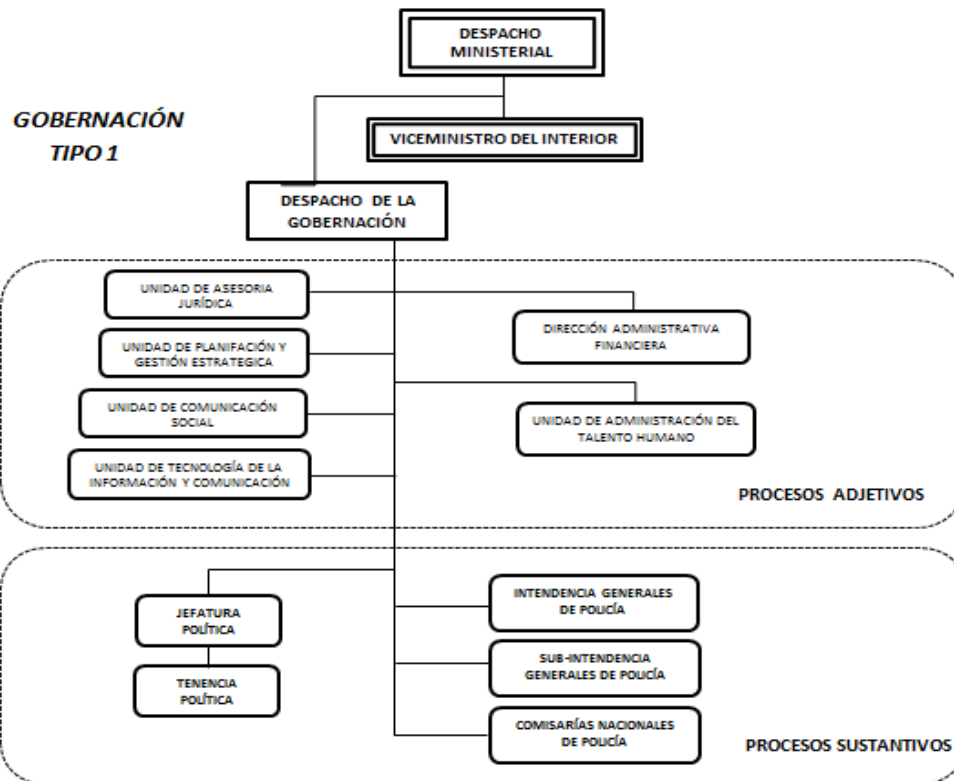 DESPACHO
MINISTERIAL
GOBERNACIÓN
TIPO 1
VICEMINISTRO DEL INTERIOR
DESPACHO DE LA
GOBERNACIÓN
UNIDAD DE ASESORIA
JURÍDICA
DIRECCIÓN ADMINISTRATIVA
FINANCIERA
UNIDAD DE PLANIFACIÓN Y
GESTIÓN ESTRATEGICA
UNIDAD DE COMUNICACIÓN
SOCIAL
UNIDAD DE ADMINISTRACIÓN DEL
TALENTO HUMANO
UNIDAD DE TECNOLOGÍA DE LA
INFORMACIÓN Y COMUNICACIÓN
PROCESOS ADJETIVOS
JEFATURA
POLÍTICA
TENENCIA
POLÍTICA
INTENDENCIA GENERALES
DE POLICÍA
SUB-INTENDENCIA
GENERALES DE POLICÍA
COMISARÍAS NACIONALES
DE POLICÍA
PROCESOS SUSTANTIVOS